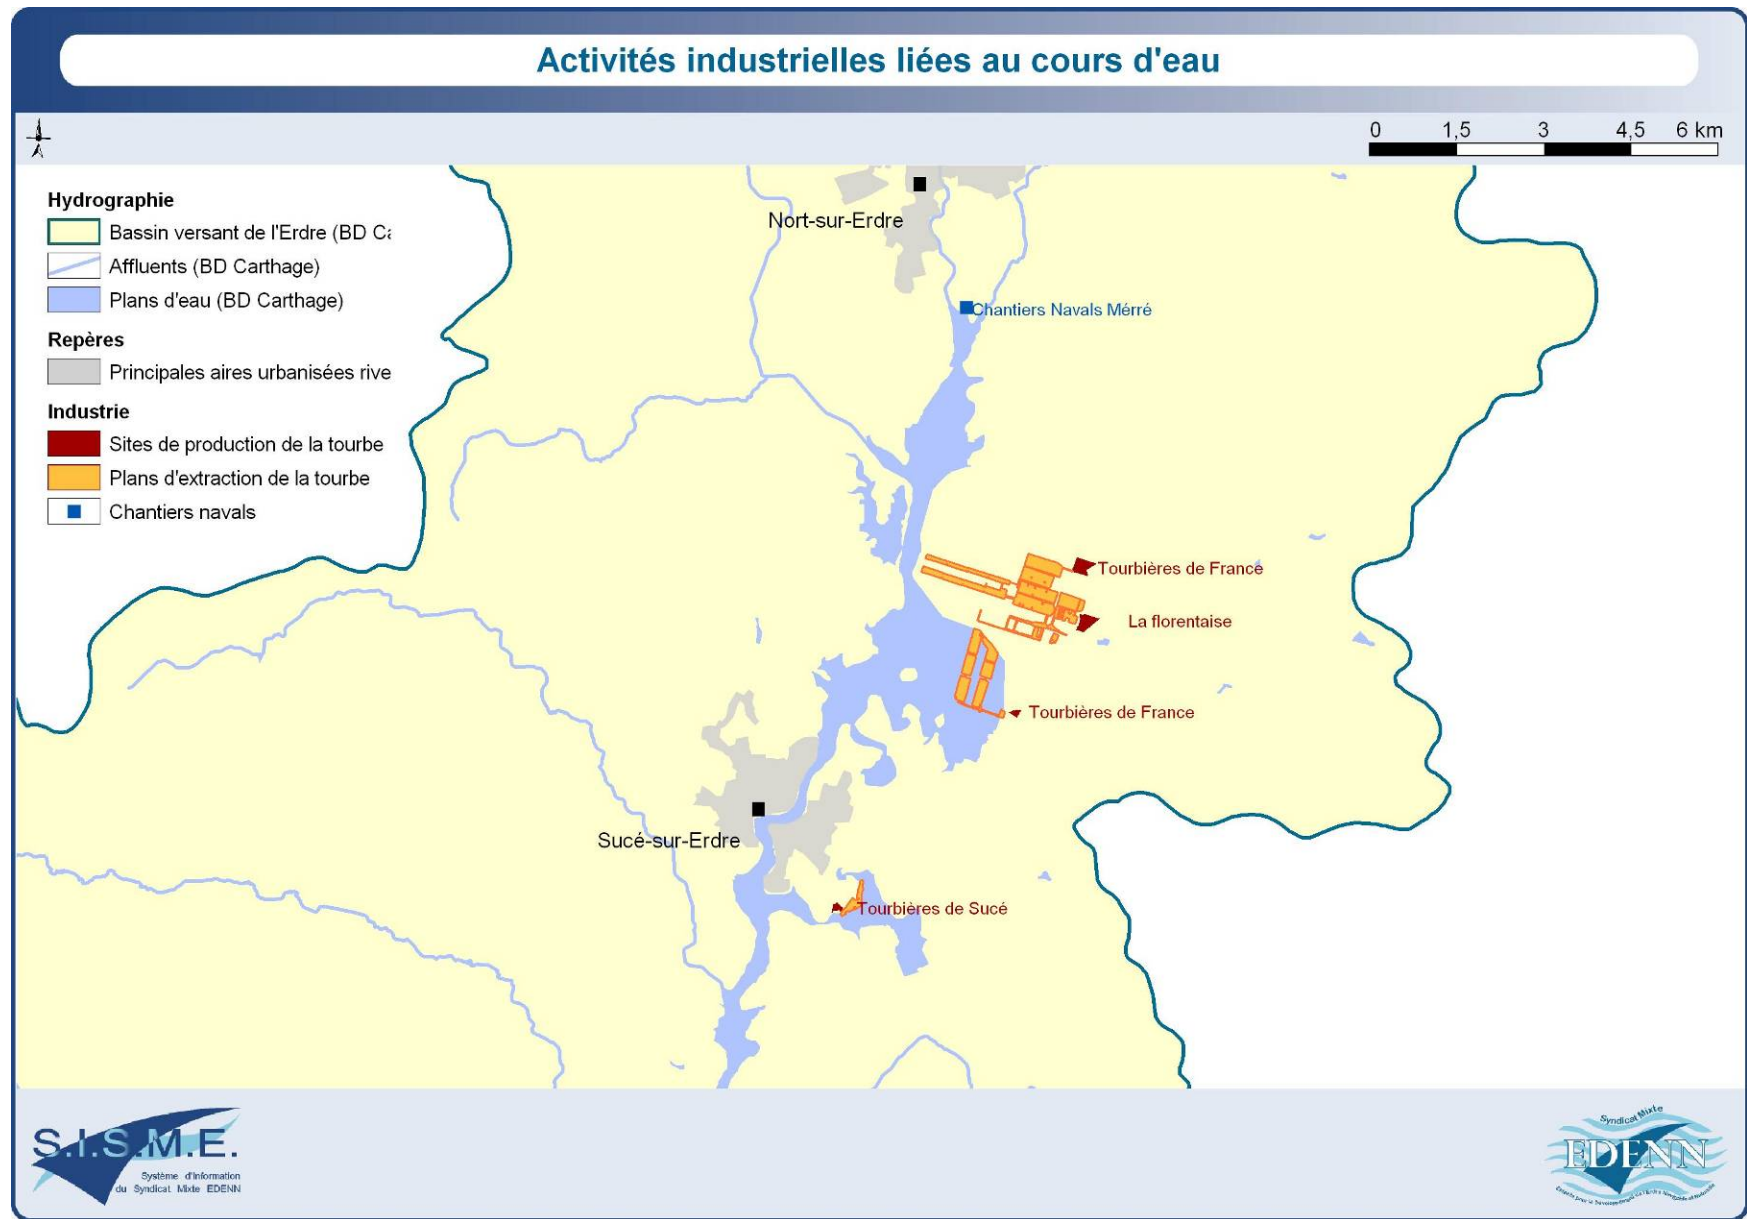 Activités industrielles liées au cours d'eau
0 1,5 3 4,5 6 km
Hydrographie
Bassin versant de l'Erdre (BD Ca
Affluents (BD Carthage)
Plans d'eau (BD Carthage)
Repères
Principales aires urbanisées rive
Industrie
Sites de production de la tourbe
Plans d'extraction de la tourbe
Chantiers navals
Nort-sur-Erdre
Chantiers Navals Mérré
Tourbières de France
La florentaise
Tourbières de France
Sucé-sur-Erdre
Tourbières de Sucé
S.I.S.M.E.
Système d'Information
du Syndicat Mixte EDENN
Syndicat Mixte
EDENN